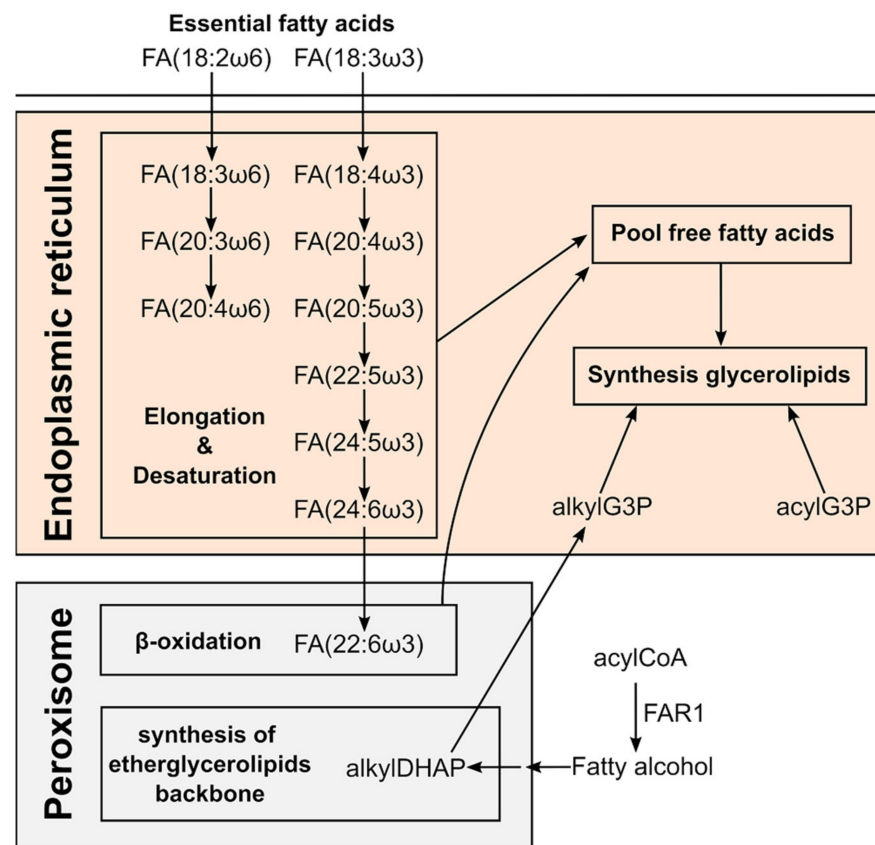 Essential fatty acids
FA(18:2ω6) FA(18:3ω3)
Endoplasmic reticulum
FA(18:3ω6) FA(18:4ω3)
FA(20:3ω6) FA(20:4ω3)
FA(20:4ω6) FA(20:5ω3)
FA(22:5ω3)
Elongation
&
Desaturation
FA(24:5ω3)
FA(24:6ω3)
Pool free fatty acids
Synthesis glycerolipids
alkylG3P acylG3P
Peroxisome
β-oxidation FA(22:6ω3)
synthesis of
etherglycerolipids
backbone
alkylDHAP
acylCoA
FAR1
Fatty alcohol